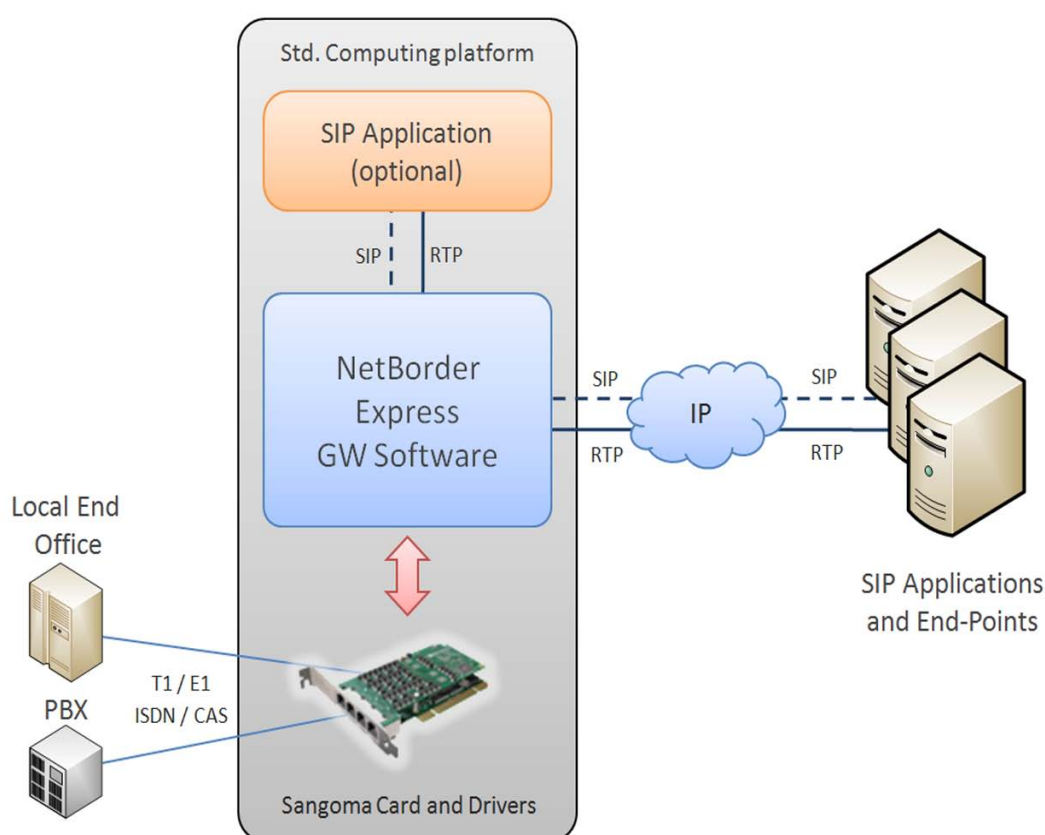 Std. Computing platform
SIP Application
(optional)
SIP
RTP
NetBorder
Express
GW Software
SIP
RTP
IP
SIP
RTP
SIP Applications
and End-Points
Local End
Office
T1 / E1
ISDN / CAS
PBX
Sangoma Card and Drivers